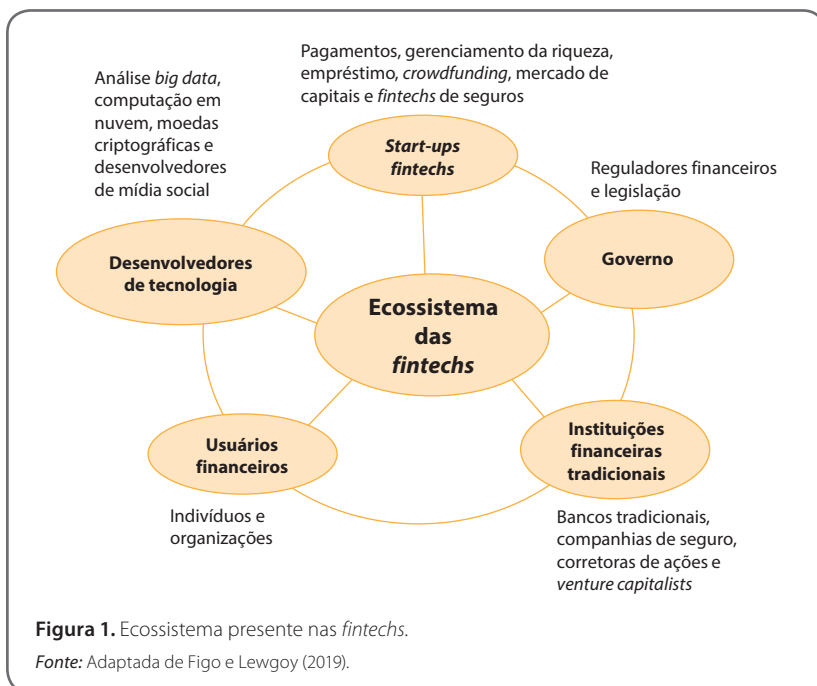 Pagamentos, gerenciamento da riqueza,
empréstimo, crowdfunding, mercado de
capitais e fintechs de seguros
Análise big data,
computação em
nuvem, moedas
criptográficas e
desenvolvedores
de mídia social
Start-ups
fintechs
Reguladores financeiros
e legislação
Desenvolvedores
de tecnologia
Governo
Ecossistema
das
fintechs
Usuários
financeiros
Instituições
financeiras
tradicionais
Indivíduos e
organizações
Bancos tradicionais,
companhias de seguro,
corretoras de ações e
venture capitalists
Figura 1. Ecossistema presente nas fintechs.
Fonte: Adaptada de Figo e Lewgoy (2019).